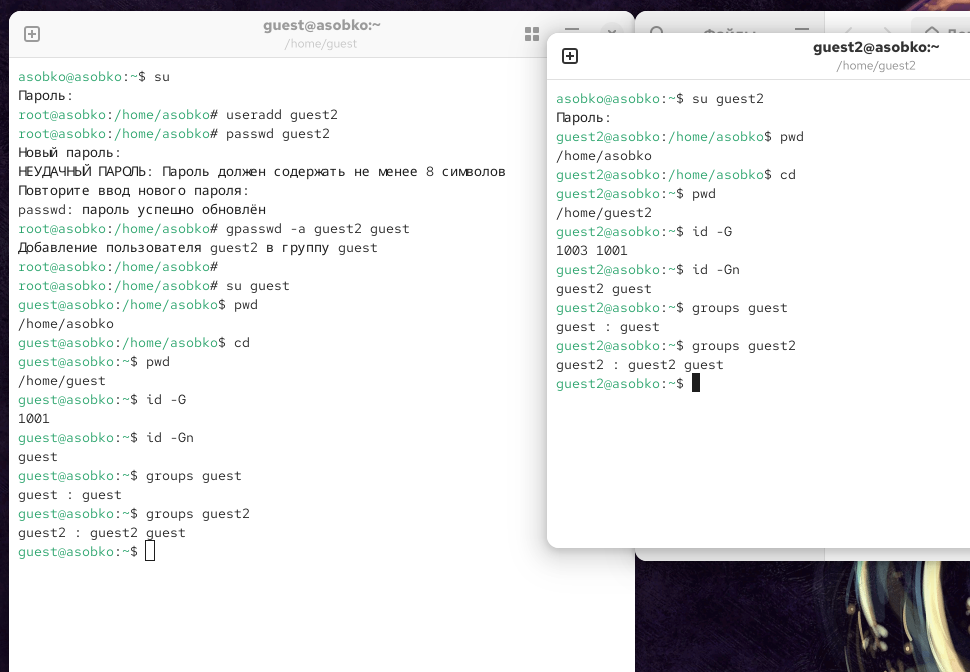 guest@asobko:~
/home/guest
asobko@asobko:~$ su
Пароль:
root@asobko:/home/asobko# useradd guest2
root@asobko:/home/asobko# passwd guest2
Новый пароль:
НЕУДАЧНЫЙ ПАРОЛЬ: Пароль должен содержать не менее 8 символов
Повторите ввод нового пароля:
passwd: пароль успешно обновлён
root@asobko:/home/asobko# gpasswd -a guest2 guest
Добавление пользователя guest2 в группу guest
root@asobko:/home/asobko#
root@asobko:/home/asobko# su guest
guest@asobko:/home/asobko$ pwd
/home/asobko
guest@asobko:/home/asobko$ cd
guest@asobko:~$ pwd
/home/guest
guest@asobko:~$ id -G
1001
guest@asobko:~$ id -Gn
guest
guest@asobko:~$ groups guest
guest : guest
guest@asobko:~$ groups guest2
guest2 : guest2 guest
guest@asobko:~$
guest2@asobko:~
/home/guest2
asobko@asobko:~$ su guest2
Пароль:
guest2@asobko:/home/asobko$ pwd
/home/asobko
guest2@asobko:/home/asobko$ cd
guest2@asobko:~$ pwd
/home/guest2
guest2@asobko:~$ id -G
1003 1001
guest2@asobko:~$ id -Gn
guest2 guest
guest2@asobko:~$ groups guest
guest : guest
guest2@asobko:~$ groups guest2
guest2 : guest2 guest
guest2@asobko:~$